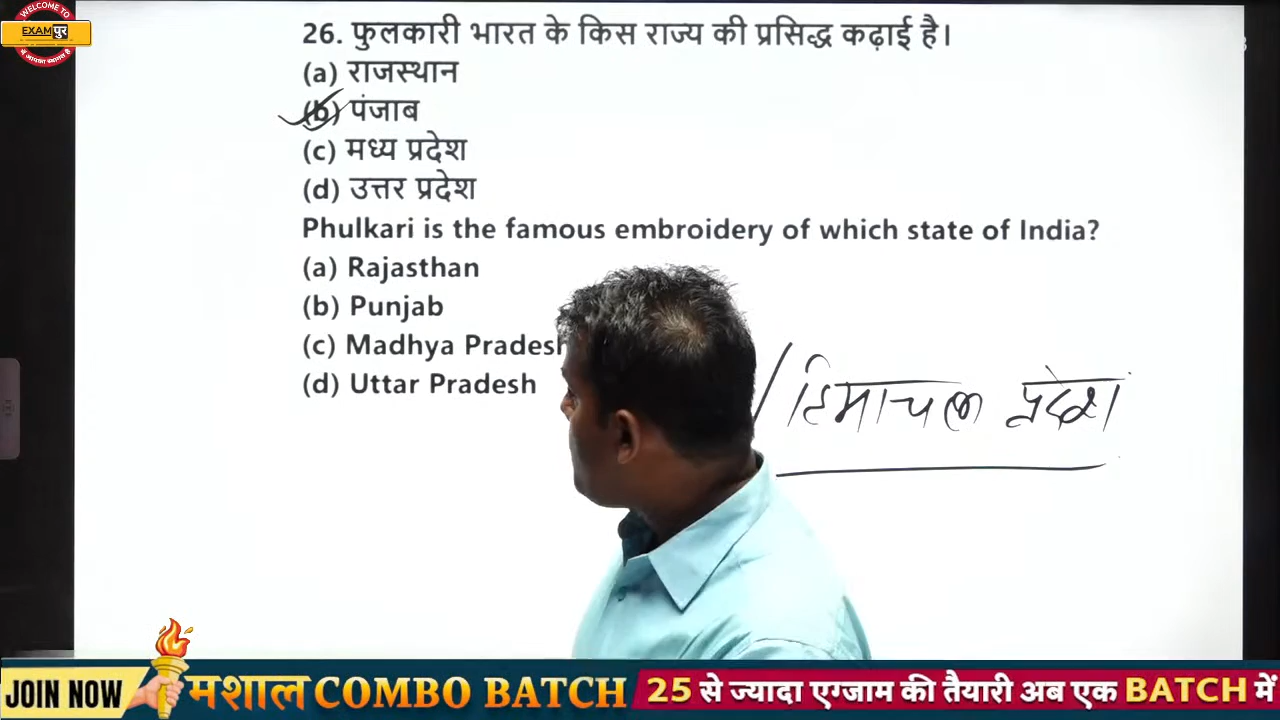 WELCOME TO
EXAMपुर
26. फुलकारी भारत के किस राज्य की प्रसिद्ध कढ़ाई है।
(a) राजस्थान
(b) पंजाब
(c) मध्य प्रदेश
(d) उत्तर प्रदेश
Phulkari is the famous embroidery of which state of India?
(a) Rajasthan
(b) Punjab
(c) Madhya Pradesh
(d) Uttar Pradesh
हिमाचल प्रदेश
JOIN NOW मशाल COMBO BATCH 25 से ज्यादा एग्जाम की तैयारी अब एक BATCH में